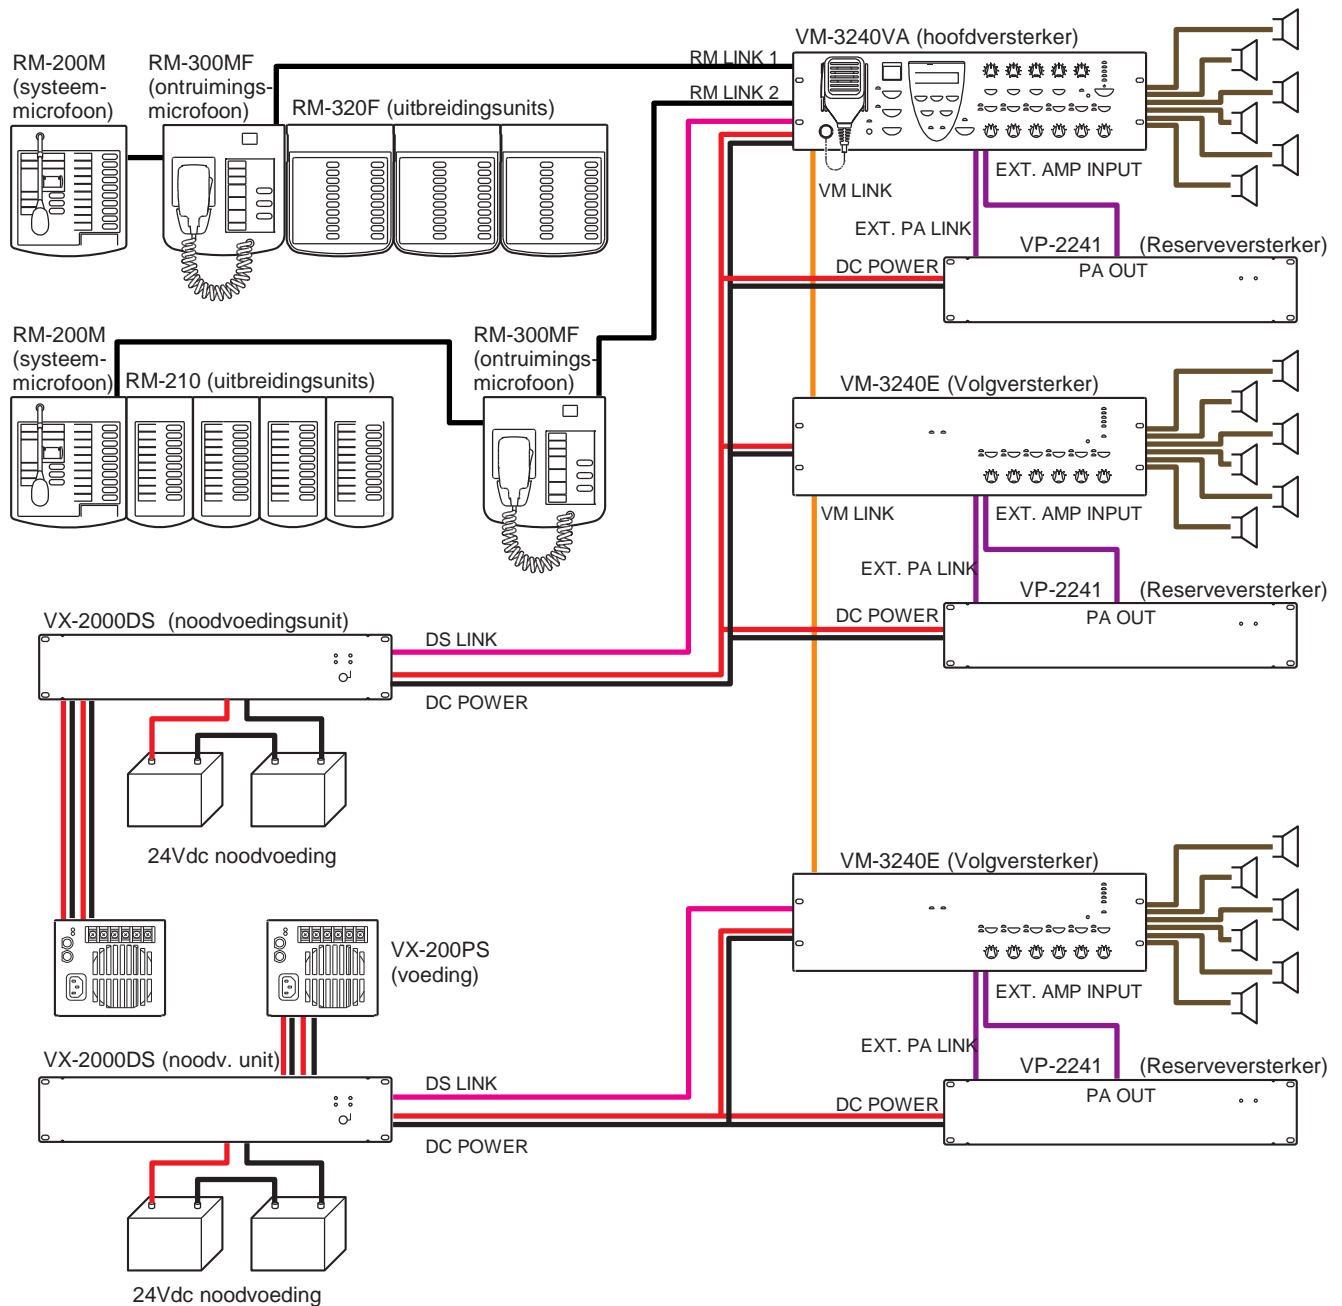 VM-3240VA (hoofdversterker)
RM-200M
(systeem-
microfoon)
RM-300MF
(ontruimings-
microfoon)
RM-320F (uitbreidingsunits)
RM LINK 1
RM LINK 2
VM LINK
EXT. AMP INPUT
EXT. PA LINK
VP-2241 (Reserveversterker)
DC POWER
PA OUT
RM-200M
(systeem-
microfoon)
RM-210 (uitbreidingsunits)
RM-300MF
(ontruimings-
microfoon)
VM-3240E (Volgversterker)
VM LINK
EXT. AMP INPUT
EXT. PA LINK
VP-2241 (Reserveversterker)
DC POWER
PA OUT
VX-2000DS (noodvoedingsunit)
DS LINK
DC POWER
24Vdc noodvoeding
VM-3240E (Volgversterker)
VX-200PS
(voeding)
EXT. AMP INPUT
EXT. PA LINK
VX-2000DS (noodv. unit)
VP-2241 (Reserveversterker)
DS LINK
DC POWER
PA OUT
DC POWER
24Vdc noodvoeding